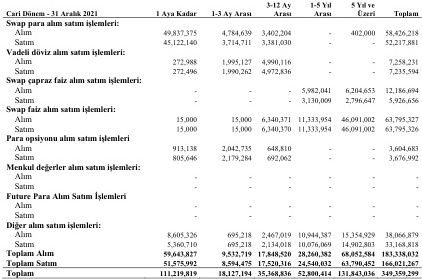 3-12 Ay 1-5 Yıl 5 Yıl ve
Cari Dönem - 31 Aralık 2021 1 Aya Kadar 1-3 Ay Arası Arası Arası Üzeri Toplam
Swap para alım satım işlemleri:
Alım 49,837,375 4,784,639 3,402,204 - 402,000 58,426,218
Satım 45,122,140 3,714,711 3,381,030 - - 52,217,881
Vadeli döviz alım satım işlemleri:
Alım 272,988 1,995,127 4,990,116 - - 7,258,231
Satım 272,496 1,990,262 4,972,836 - - 7,235,594
Swap çapraz faiz alım satım işlemleri:
Alım - - - 5,982,041 6,204,653 12,186,694
Satım - - - 3,130,009 2,796,647 5,926,656
Swap faiz alım satım işlemleri:
Alım 15,000 15,000 6,340,371 11,333,954 46,091,002 63,795,327
Satım 15,000 15,000 6,340,370 11,333,954 46,091,002 63,795,326
Para opsiyonu alım satım işlemleri
Alım 913,138 2,042,735 648,810 - - 3,604,683
Satım 805,646 2,179,284 692,062 - - 3,676,992
Menkul değerler alım satım işlemleri:
Alım - - - - - -
Satım - - - - - -
Future Para Alım Satım İşlemleri
Alım - - - - - -
Satım - - - - - -
Diğer alım satım işlemleri:
Alım 8,605,326 695,218 2,467,019 10,944,387 15,354,929 38,066,879
Satım 5,360,710 695,218 2,134,018 10,076,069 14,902,803 33,168,818
Toplam Alım 59,643,827 9,532,719 17,848,520 28,260,382 68,052,584 183,338,032
Toplam Satım 51,575,992 8,594,475 17,520,316 24,540,032 63,790,452 166,021,267
Toplam 111,219,819 18,127,194 35,368,836 52,800,414 131,843,036 349,359,299